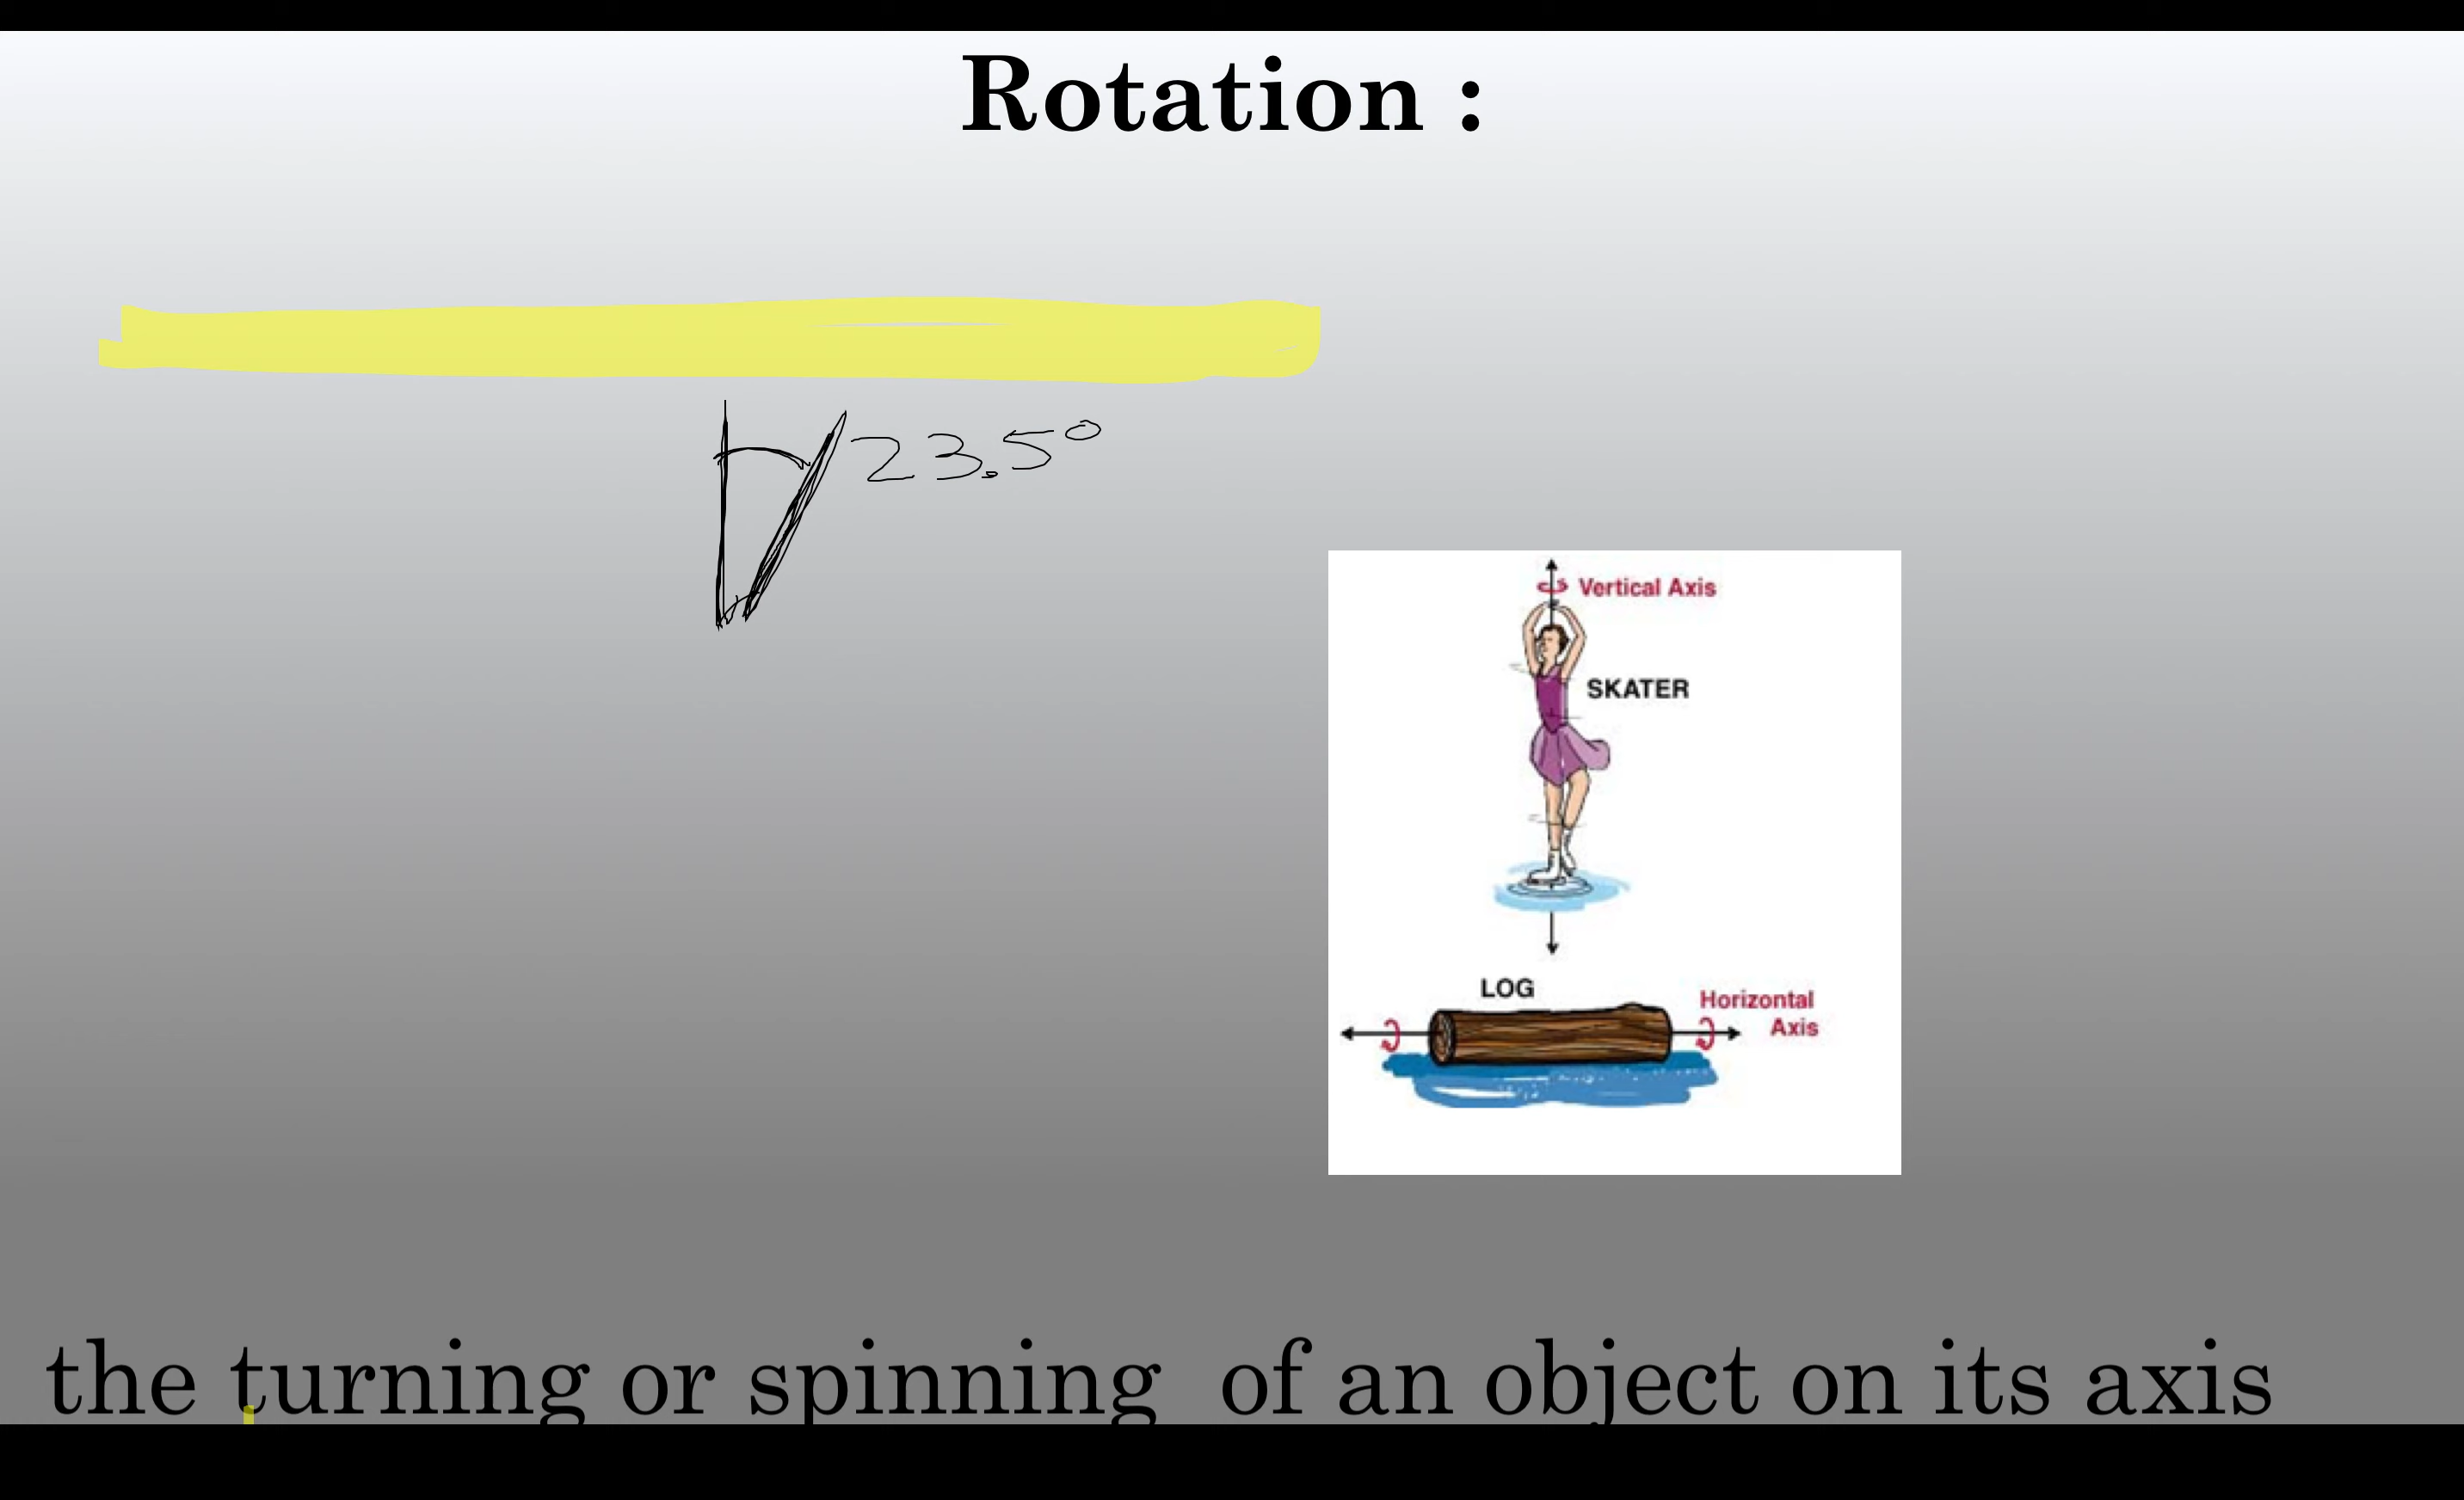 Rotation :
23.5°
Vertical Axis
SKATER
LOG
Horizontal
Axis
the turning or spinning of an object on its axis